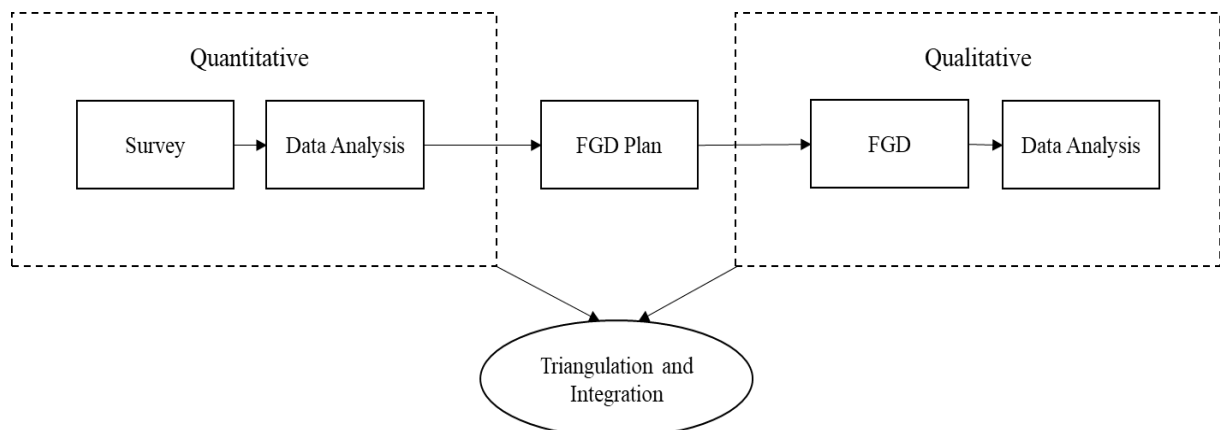 Quantitative
Qualitative
Survey
Data Analysis
FGD Plan
FGD
Data Analysis
Triangulation and
Integration